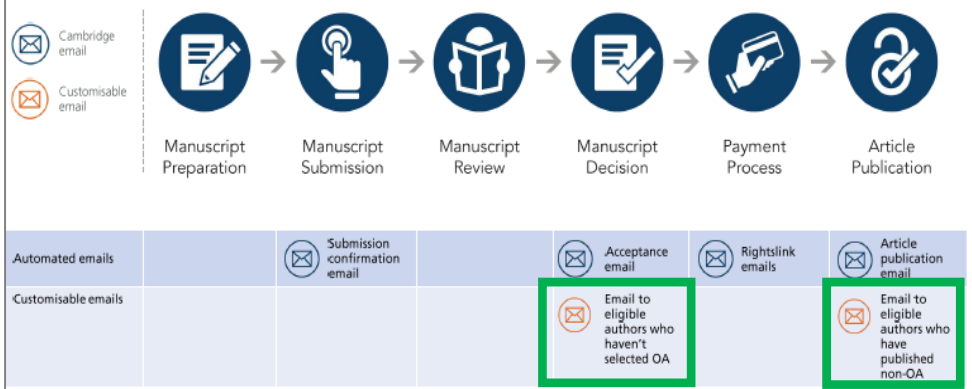 Cambridge
email
Customisable
email
Manuscript
Preparation
Manuscript
Submission
Manuscript
Review
Manuscript
Decision
Payment
Process
Article
Publication
Automated emails
Submission
confirmation
email
Acceptance
email
Rightslink
emails
Article
publication
email
Customisable emails
Email to
eligible
authors who
haven't
selected OA
Email to
eligible
authors who
have
published
non-OA